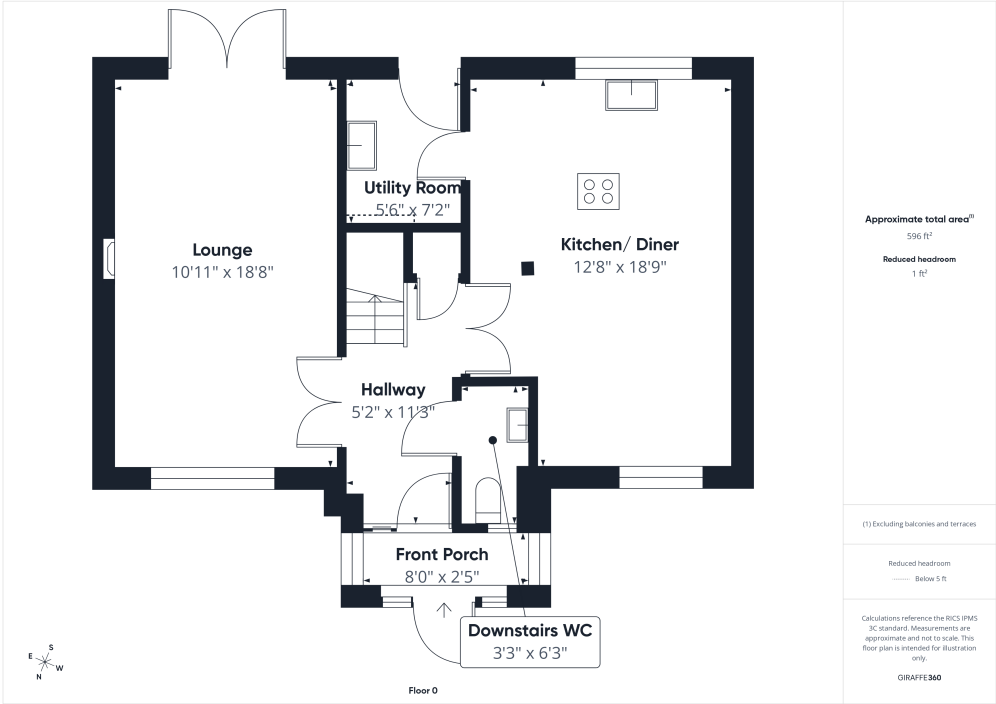 Utility Room
5'6" x 7'2"
Lounge
10'11" x 18'8"
Kitchen/ Diner
12'8" x 18'9"
Hallway
5'2" x 11'3"
Front Porch
8'0" x 2'5"
Downstairs WC
3'3" x 6'3"
S
E
W
N
Floor 0
Approximate total area(1)
596 ft²
Reduced headroom
1 ft²
(1) Excluding balconies and terraces
Reduced headroom
Below 5 ft
Calculations reference the RICS IPMS
3C standard. Measurements are
approximate and not to scale. This
floor plan is intended for illustration
only.
GIRAFFE360